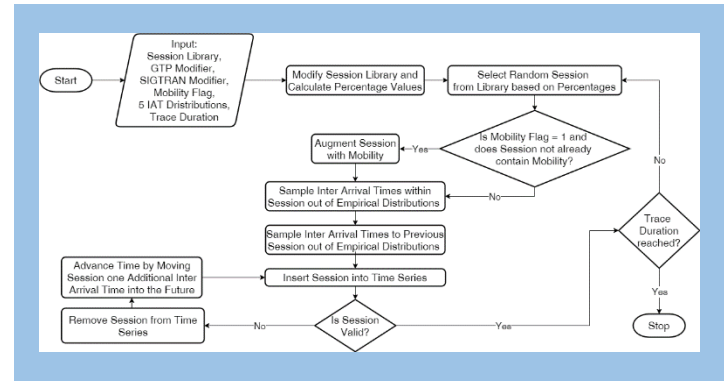 Start
Input:
Session Library,
GTP Modifier,
SIGTRAN Modifier,
Mobility Flag,
5 IAT Dristributions,
Trace Duration
Modify Session Library and
Calculate Percentage Values
Select Random Session
from Library based on Percentages
Is Mobility Flag = 1 and
does Session not already
contain Mobility?
Yes
Augment Session
with Mobility
No
Sample Inter Arrival Times within
Session out of Empirical Distributions
Sample Inter Arrival Times to Previous
Session out of Empirical Distributions
Insert Session into Time Series
Is Session
Valid?
No
Remove Session from Time
Series
Advance Time by Moving
Session one Additional Inter
Arrival Time into the Future
Yes
Trace
Duration
reached?
No
Yes
Stop